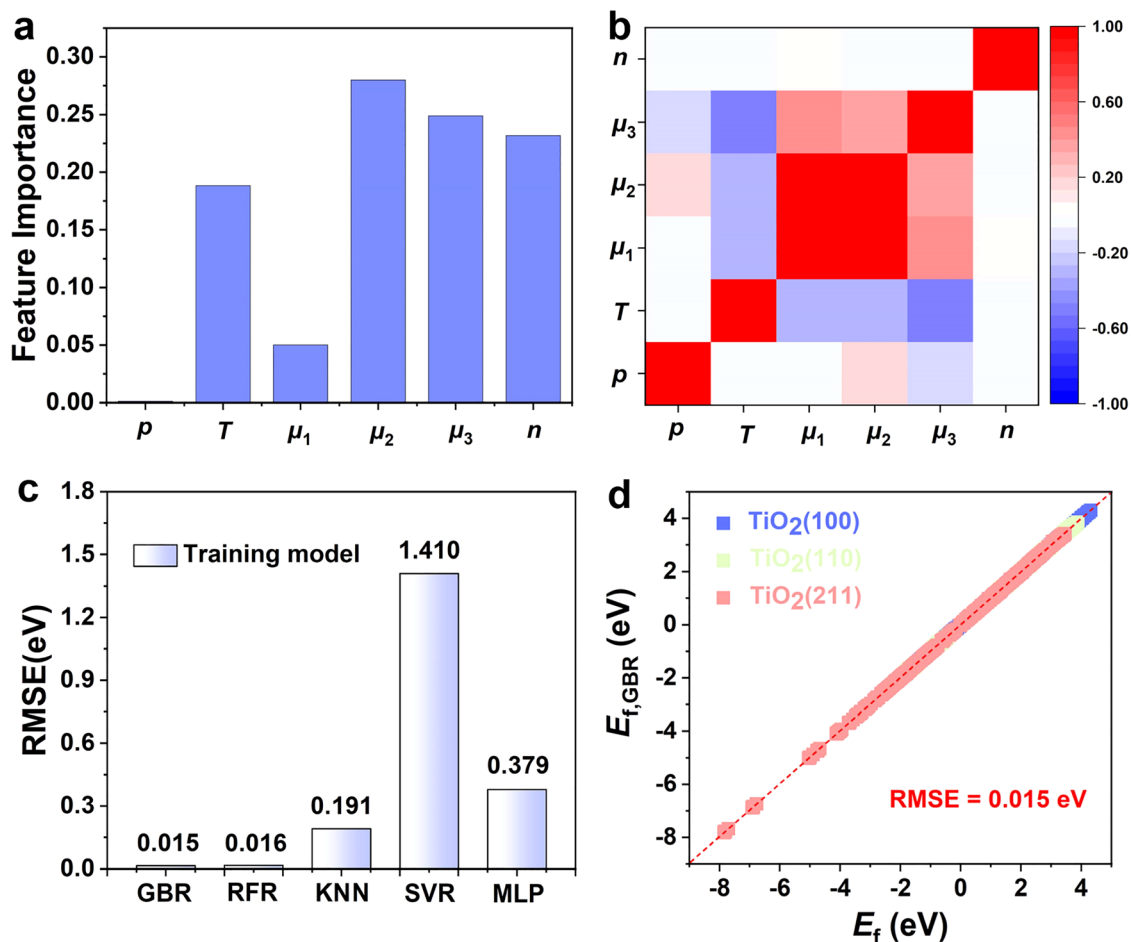 a
Feature Importance
0.30
0.25
0.20
0.15
0.10
0.05
0.00
p T μ1 μ2 μ3 n
b
n
μ3
μ2
μ1
T
p
p T μ1 μ2 μ3 n
1.00
0.60
0.20
-0.20
-0.60
-1.00
c
RMSE(eV)
1.8
1.5
1.2
0.9
0.6
0.3
0.0
Training model
0.015
0.016
0.191
1.410
0.379
GBR RFR KNN SVR MLP
d
Ef,GBR (eV)
4
2
0
-2
-4
-6
-8
TiO2(100)
TiO2(110)
TiO2(211)
RMSE = 0.015 eV
-8 -6 -4 -2 0 2 4
Ef (eV)